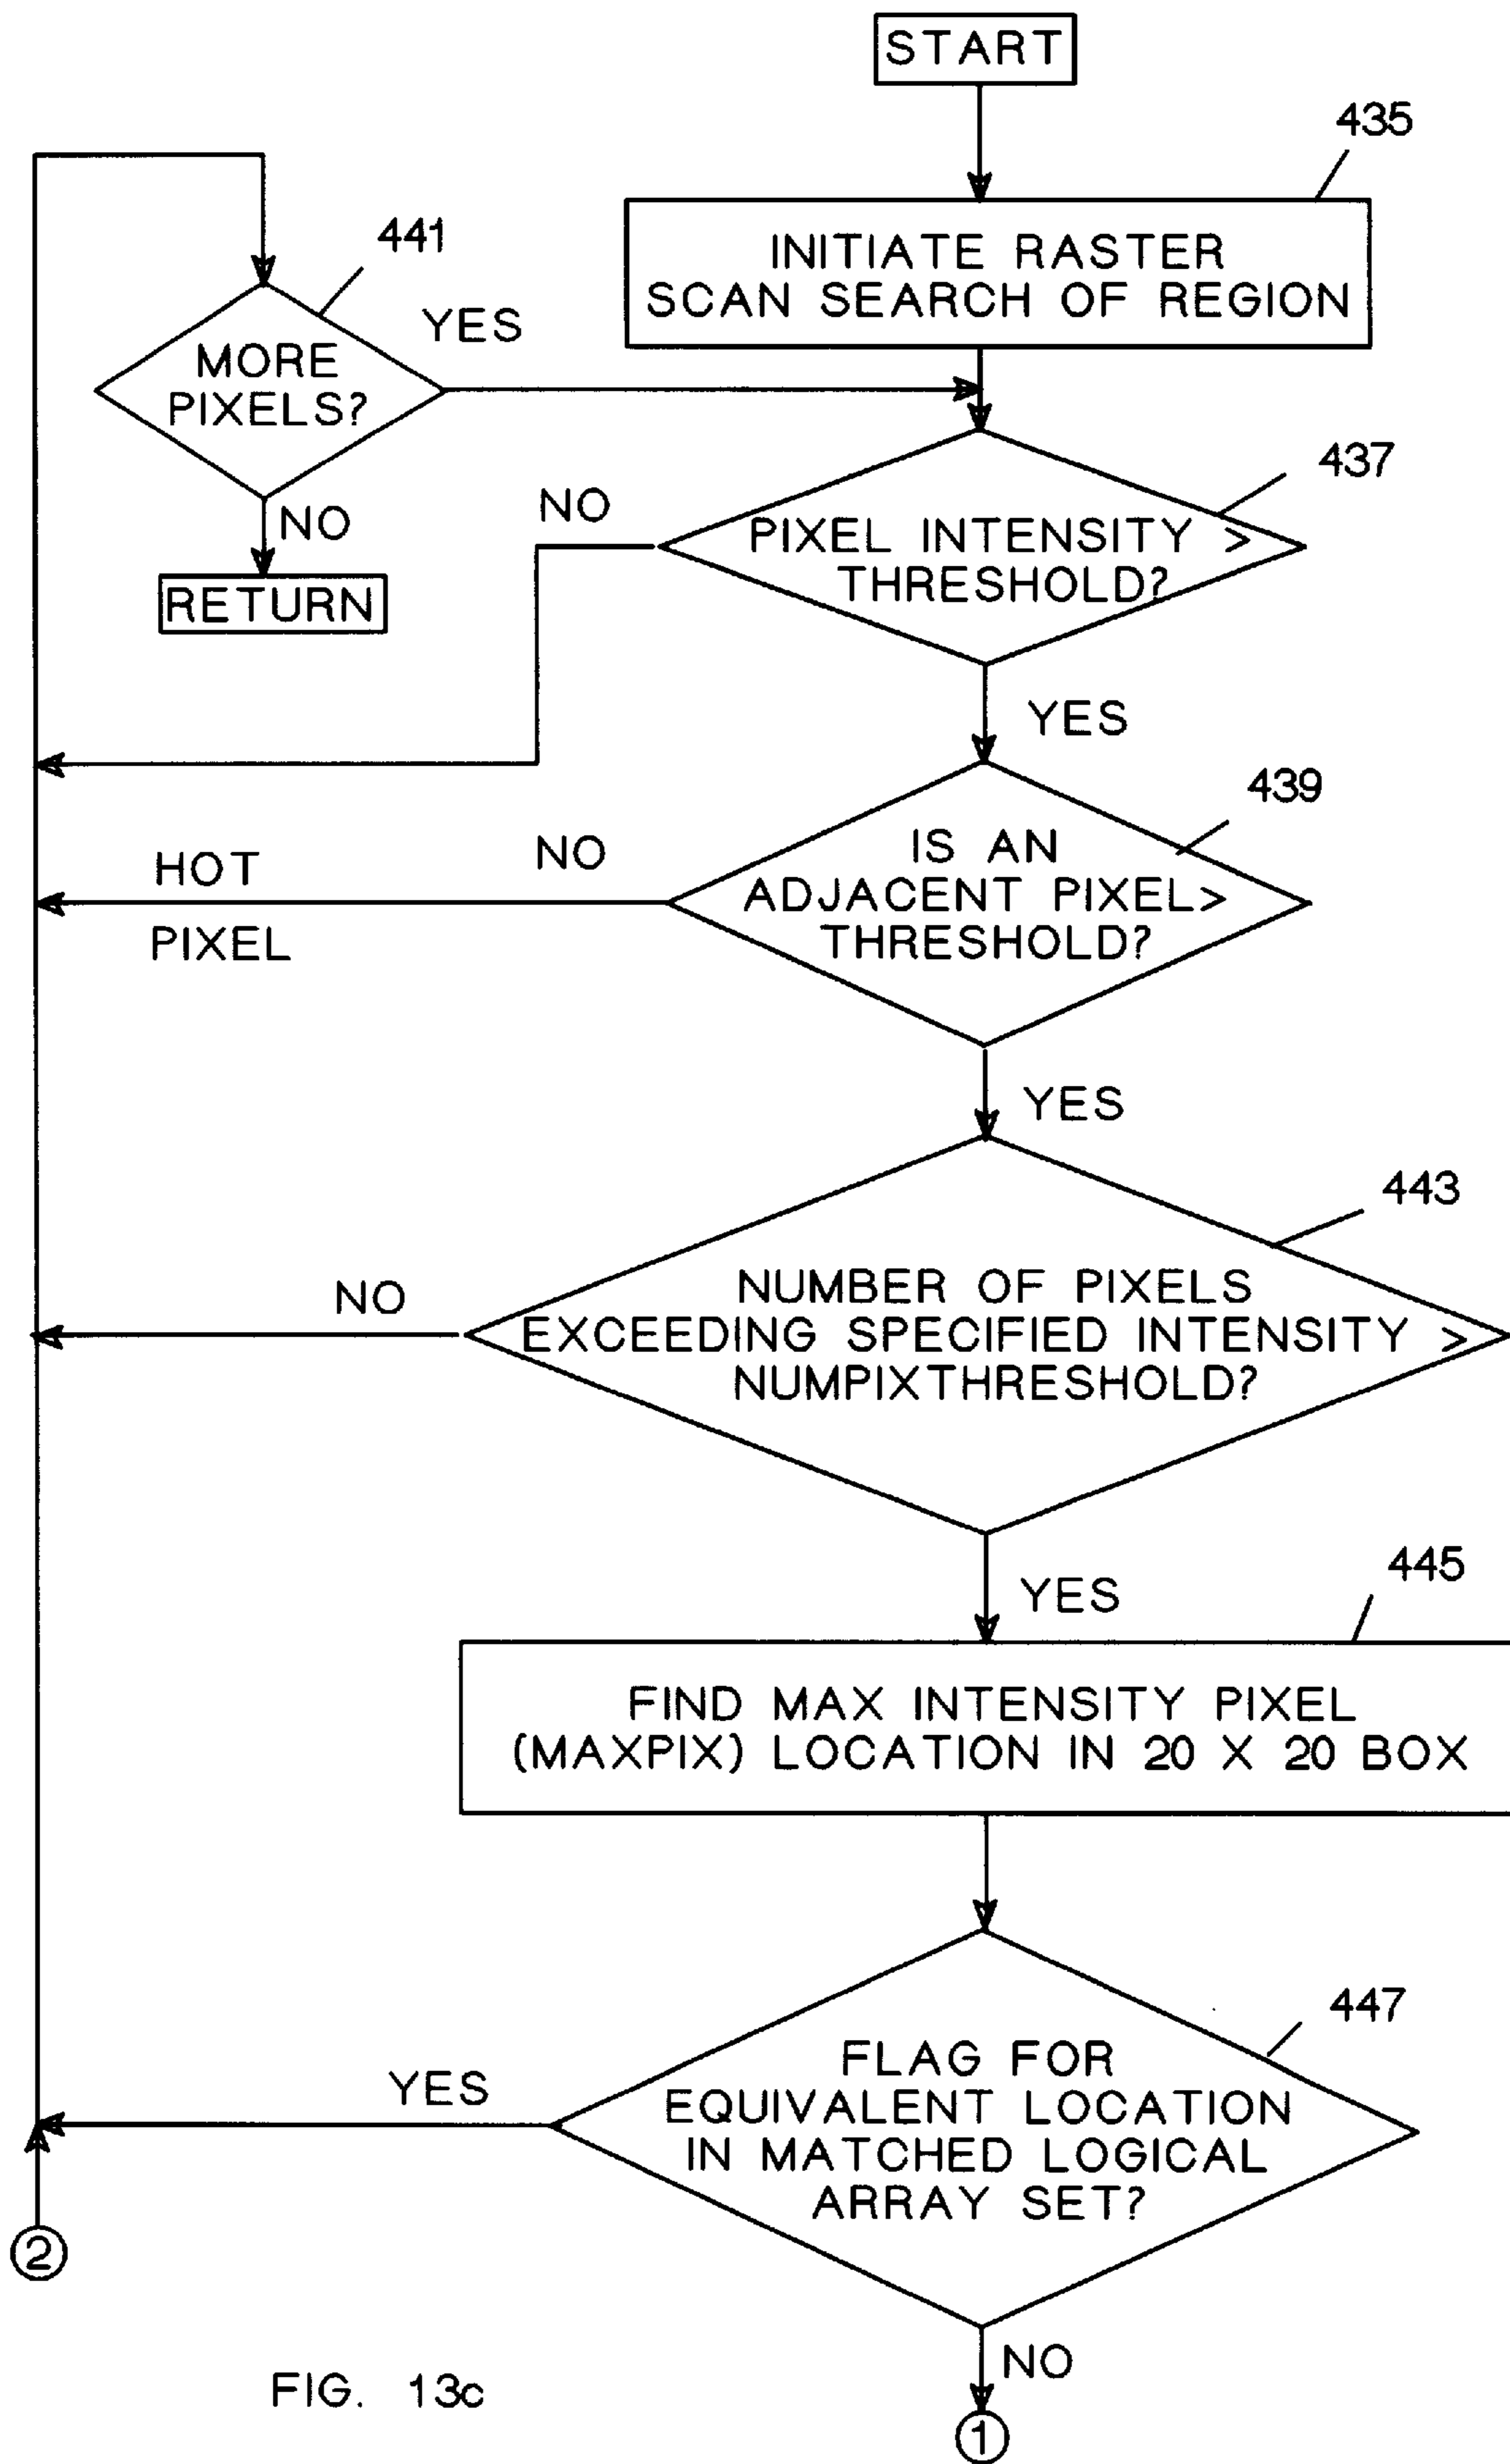 START
435
INITIATE RASTER
SCAN SEARCH OF REGION
441
MORE
PIXELS?
YES
NO
RETURN
437
PIXEL INTENSITY >
THRESHOLD?
NO
YES
439
IS AN
ADJACENT PIXEL>
THRESHOLD?
NO
HOT
PIXEL
YES
443
NUMBER OF PIXELS
EXCEEDING SPECIFIED INTENSITY >
NUMPIXTHRESHOLD?
NO
YES
445
FIND MAX INTENSITY PIXEL
(MAXPIX) LOCATION IN 20 X 20 BOX
447
FLAG FOR
EQUIVALENT LOCATION
IN MATCHED LOGICAL
ARRAY SET?
YES
2
NO
1
FIG. 13c